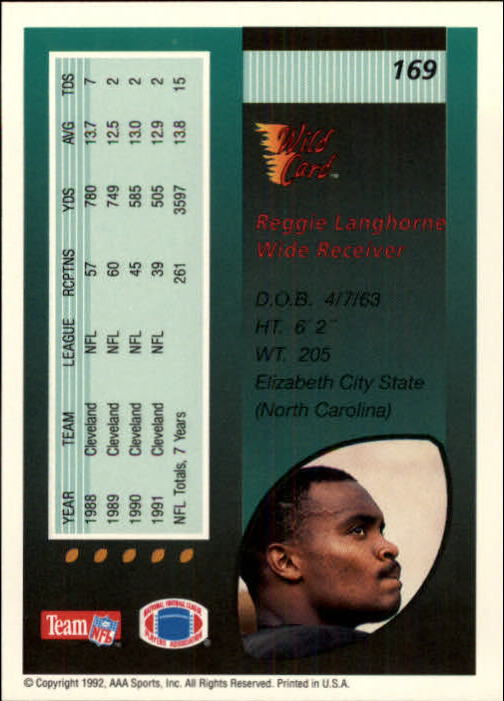 169
Wild
Card™
Reggie Langhorne
Wide Receiver
D.O.B. 4/7/63
HT. 6' 2"
WT. 205
Elizabeth City State
(North Carolina)
YEAR TEAM LEAGUE RCPTNS YDS AVG TDS
1988 Cleveland NFL 57 780 13.7 7
1989 Cleveland NFL 60 749 12.5 2
1990 Cleveland NFL 45 585 13.0 2
1991 Cleveland NFL 39 505 12.9 2
NFL Totals, 7 Years 261 3597 13.8 15
Team NFL™
NATIONAL FOOTBALL LEAGUE
PLAYERS ASSOCIATION
© Copyright 1992, AAA Sports, Inc. All Rights Reserved. Printed in U.S.A.